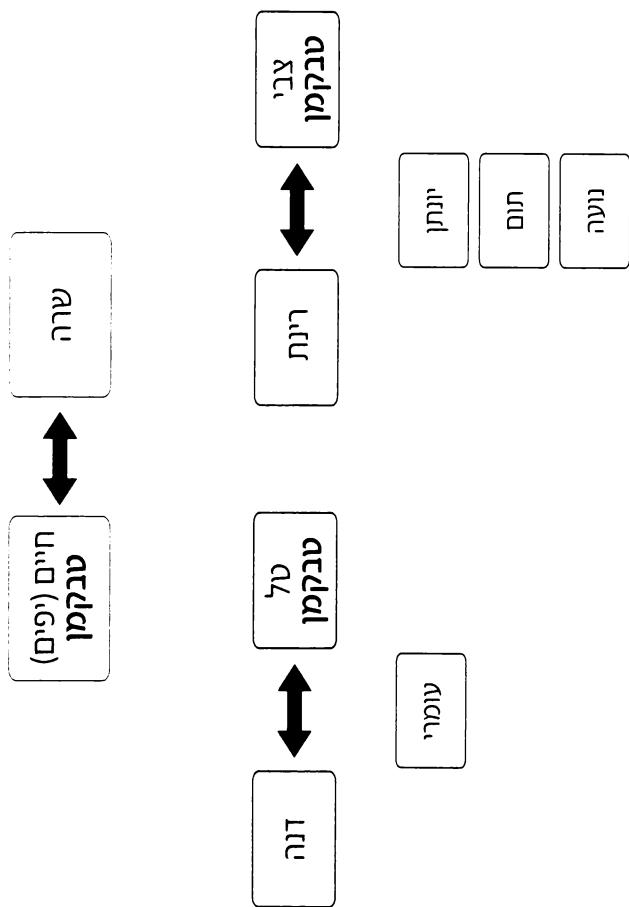 שרה
חיים (יפים)
טבקמן
צבי
טבקמן
רינת
טל
טבקמן
דנה
יונתן
תום
נועה
עומרי